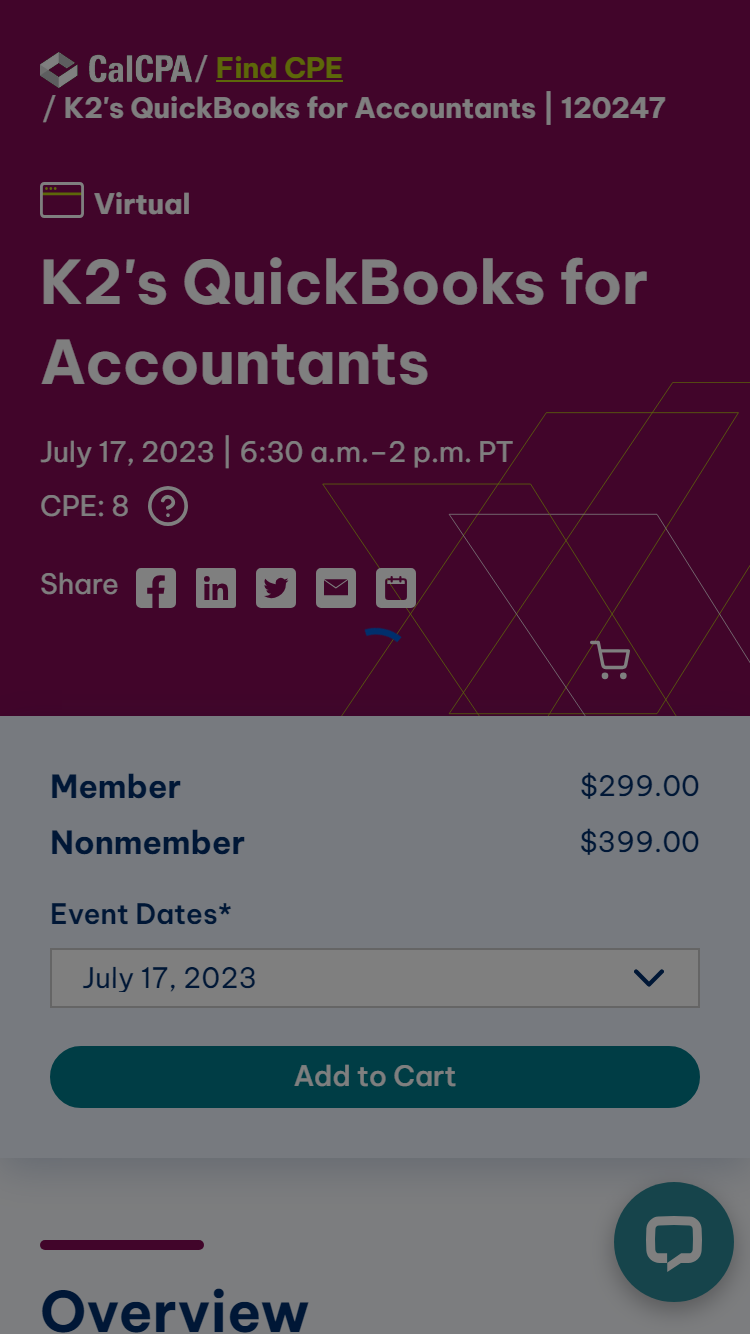 CalCPA / Find CPE
/ K2's QuickBooks for Accountants | 120247
Virtual
K2's QuickBooks for
Accountants
July 17, 2023 | 6:30 a.m.–2 p.m. PT
CPE: 8 ?
Share
Member $299.00
Nonmember $399.00
Event Dates*
July 17, 2023
Add to Cart
Overview